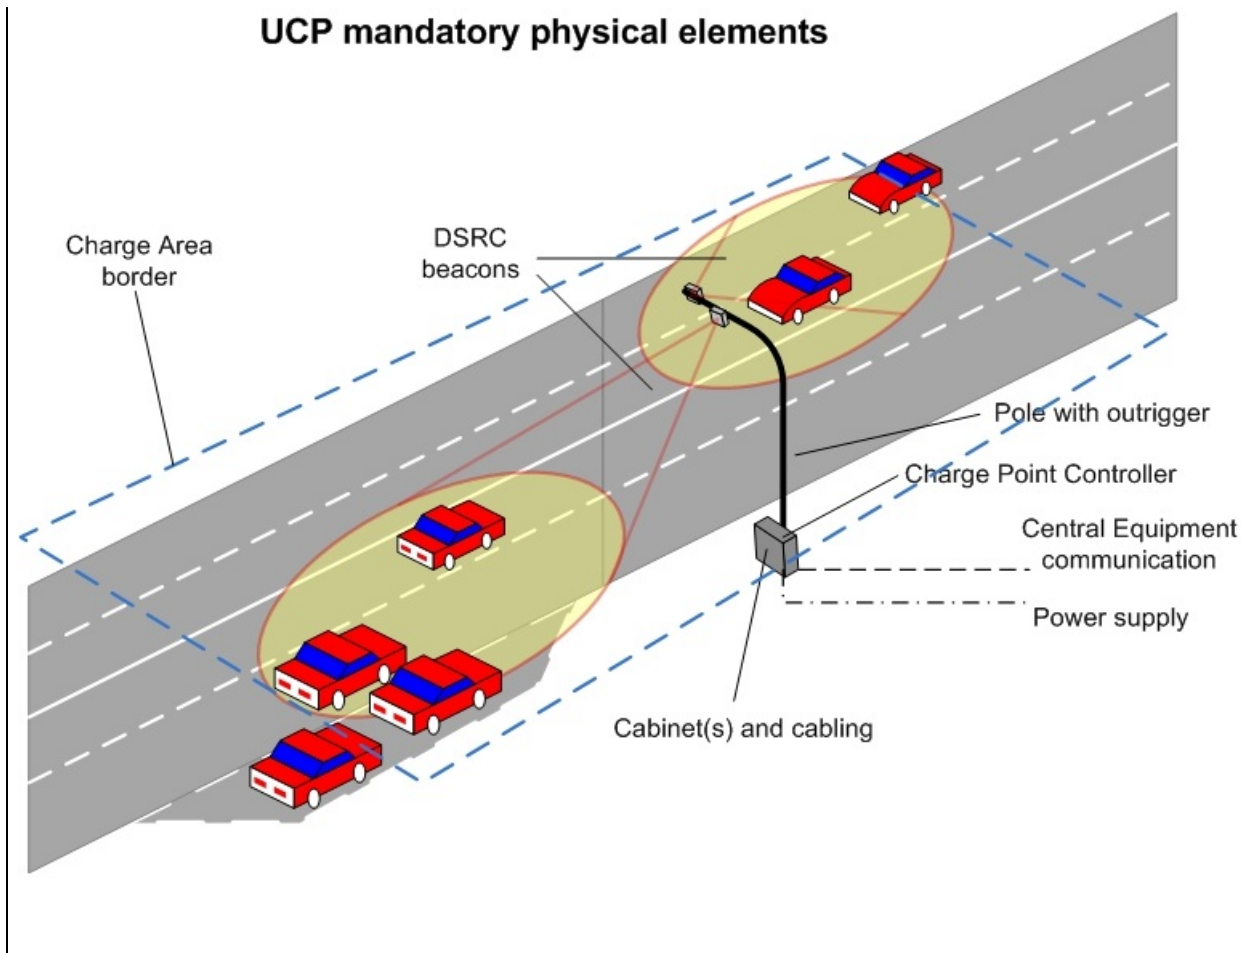 UCP mandatory physical elements
Charge Area
border
DSRC
beacons
Pole with outrigger
Charge Point Controller
Central Equipment
communication
Power supply
Cabinet(s) and cabling